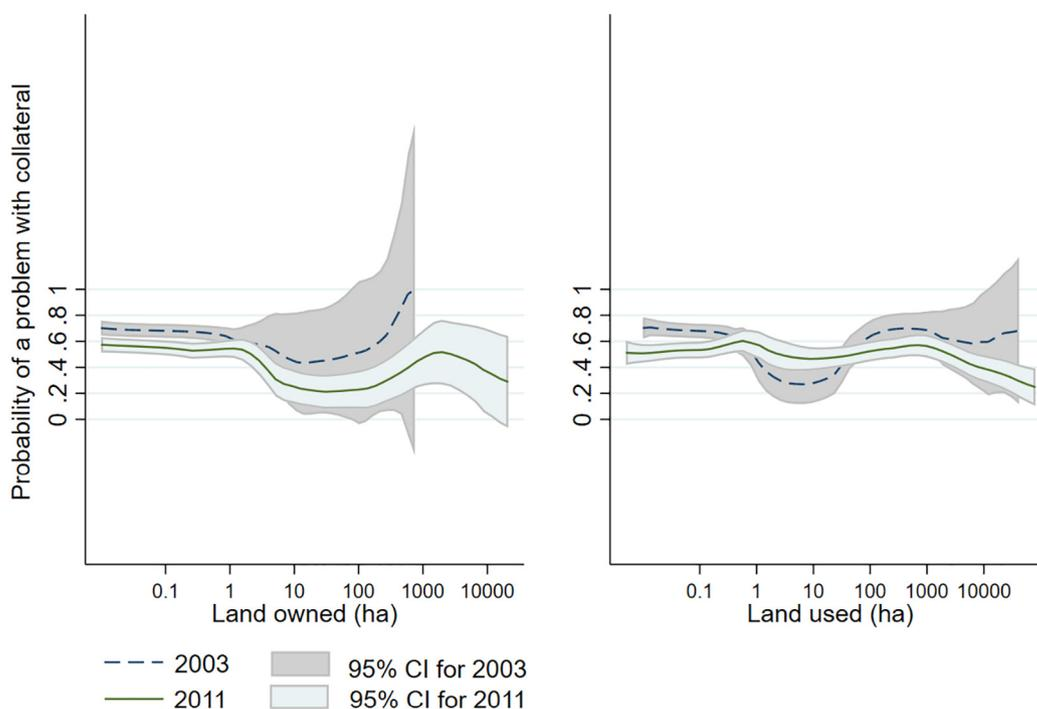 Probability of a problem with collateral
1
.8
.6
.4
.2
0
0.1 1 10 100 1000 10000
Land owned (ha)
1
.8
.6
.4
.2
0
0.1 1 10 100 1000 10000
Land used (ha)
2003 95% CI for 2003
2011 95% CI for 2011